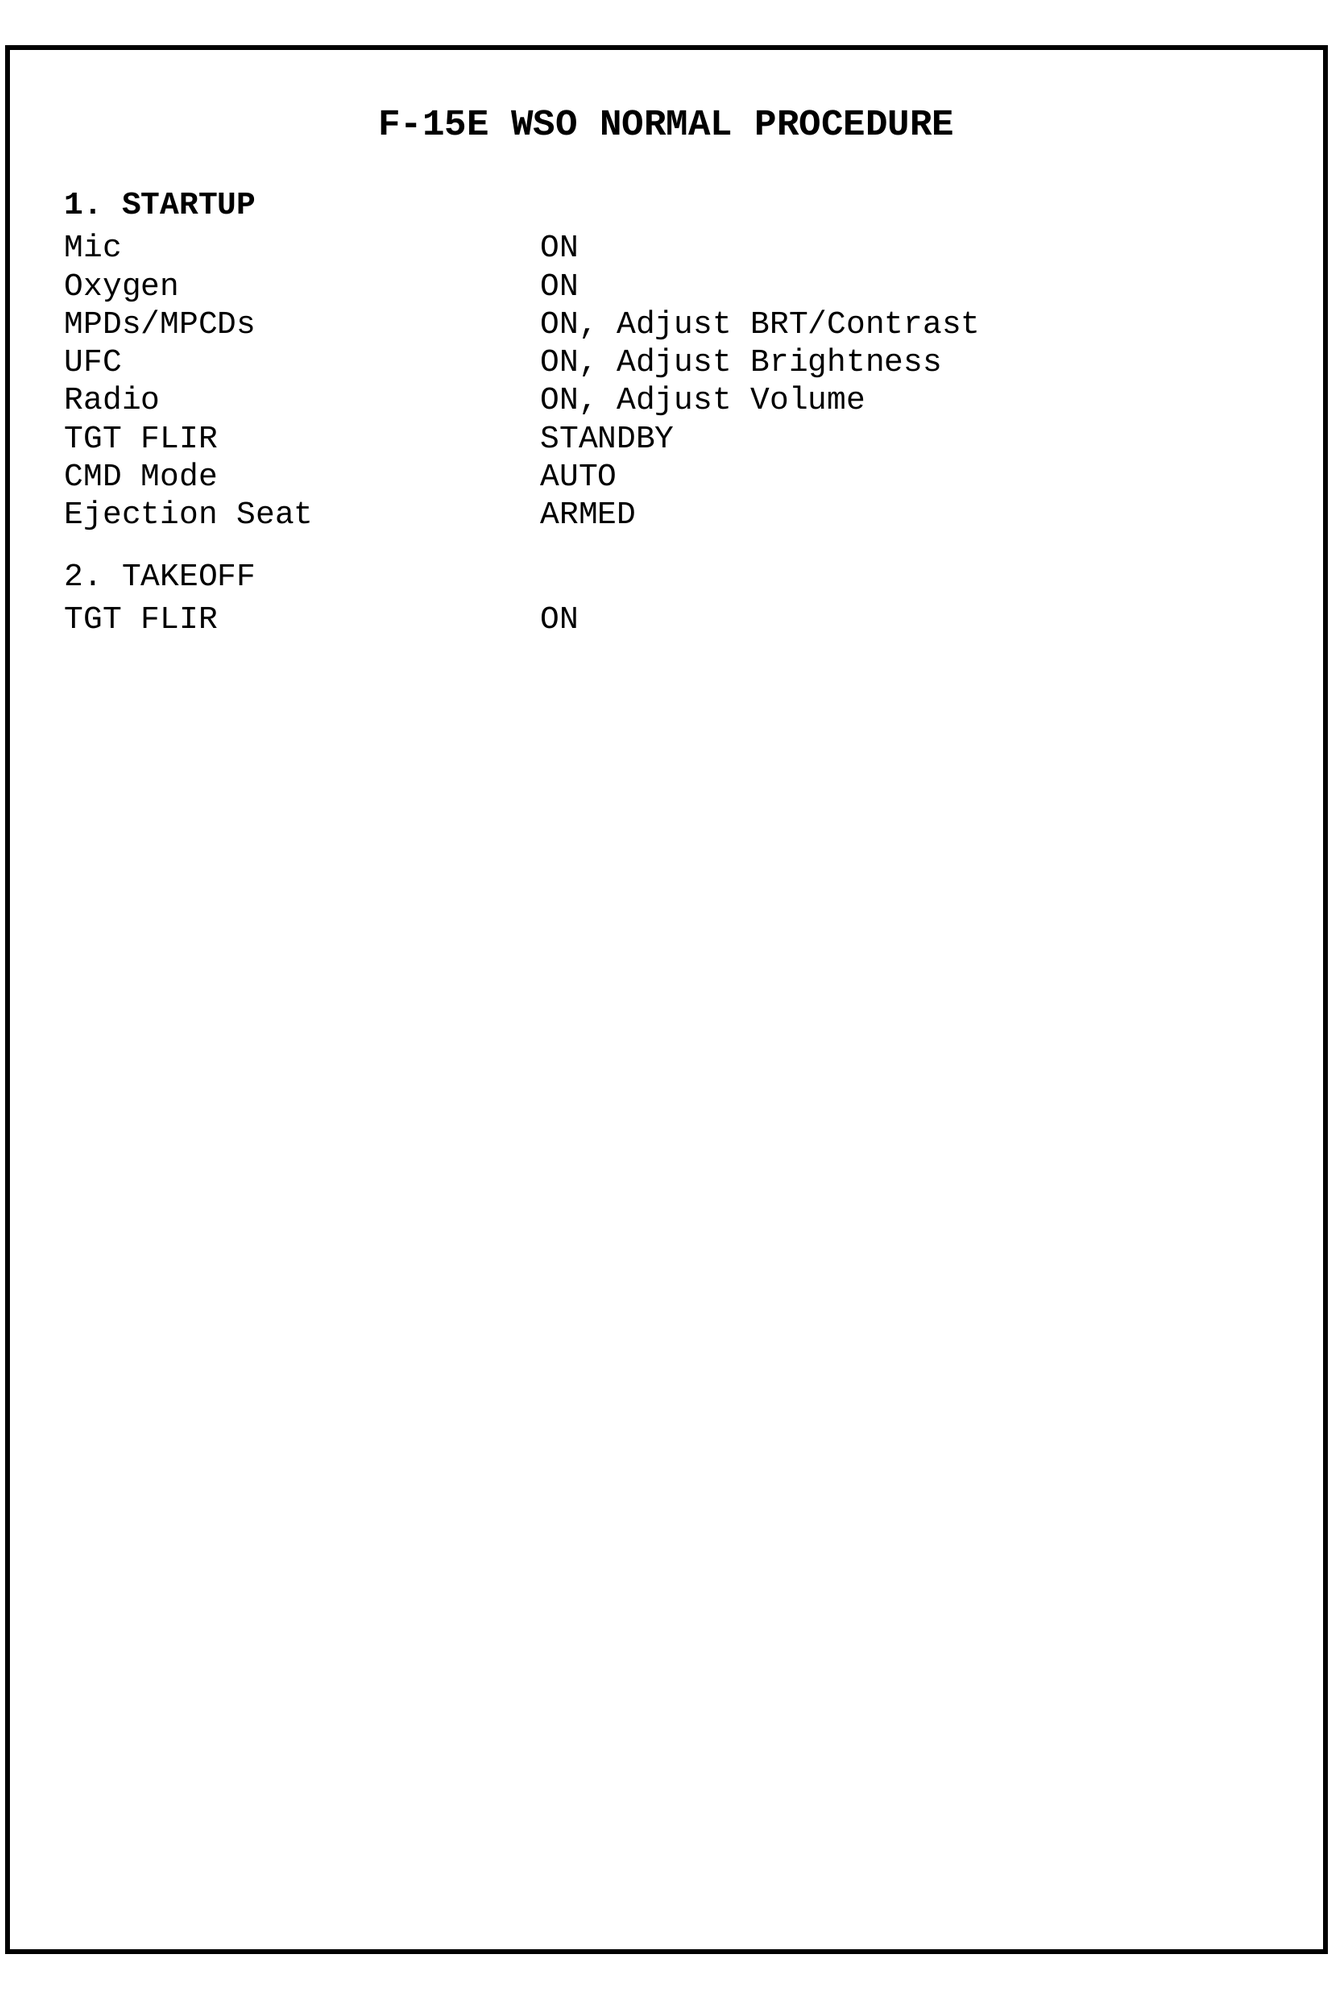 F-15E WSO NORMAL PROCEDURE
1. STARTUP
Mic ON
Oxygen ON
MPDs/MPCDs ON, Adjust BRT/Contrast
UFC ON, Adjust Brightness
Radio ON, Adjust Volume
TGT FLIR STANDBY
CMD Mode AUTO
Ejection Seat ARMED
2. TAKEOFF
TGT FLIR ON